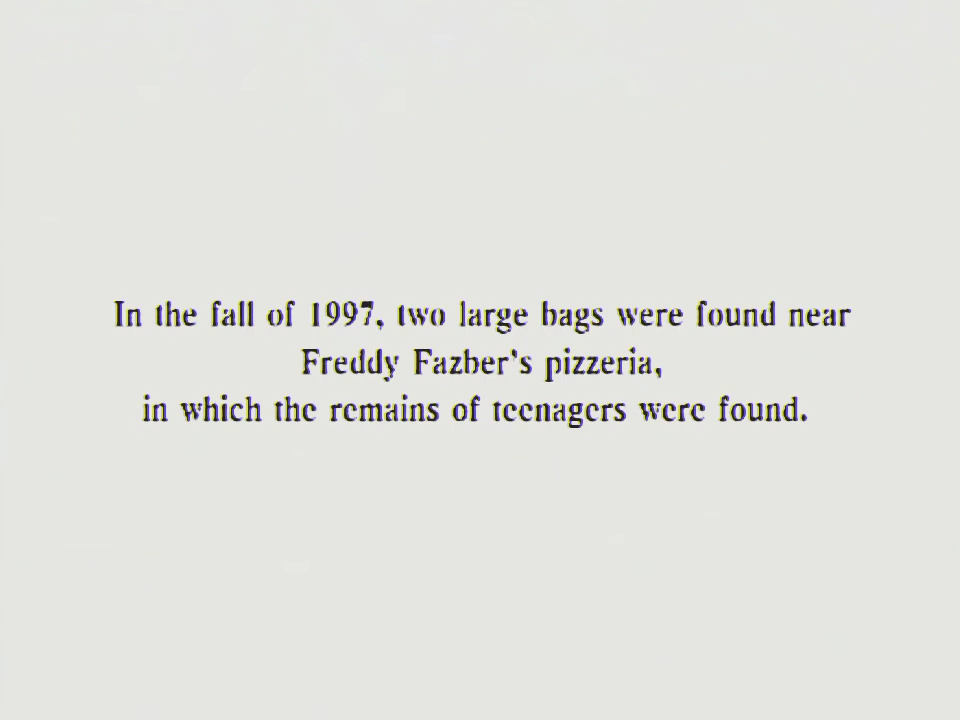 In the fall of 1997, two large bags were found near
Freddy Fazber's pizzeria,
in which the remains of teenagers were found.